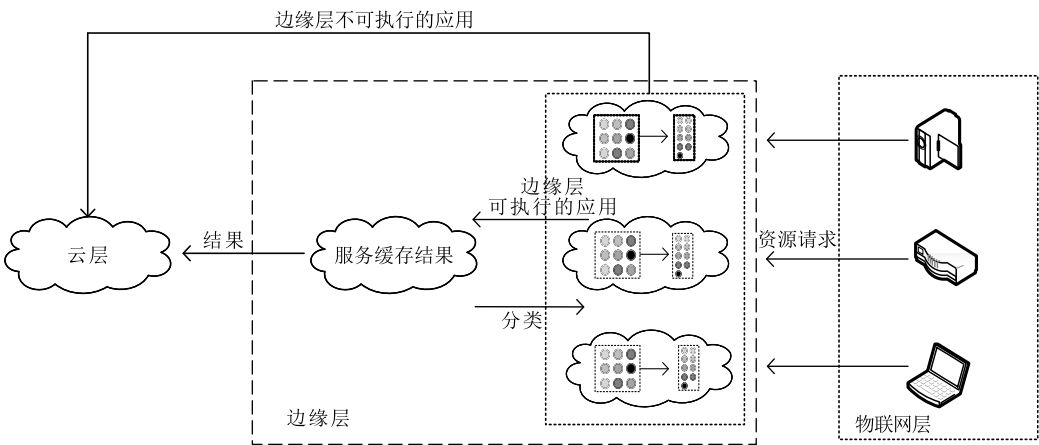 边缘层不可执行的应用
边缘层
可执行的应用
云层
结果
服务缓存结果
资源请求
分类
边缘层
物联网层